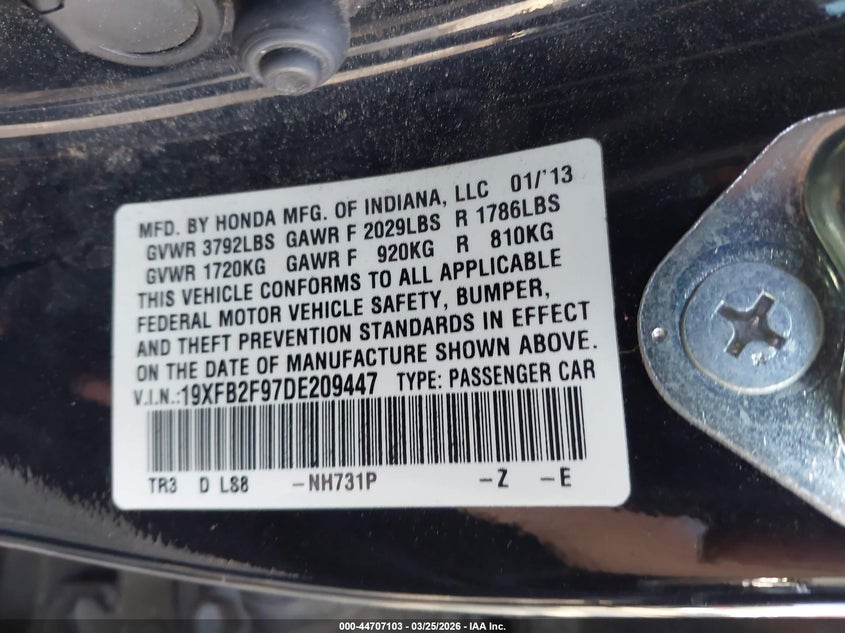 MFD. BY HONDA MFG. OF INDIANA, LLC 01/'13
GVWR 3792LBS GAWR F 2029LBS R 1786LBS
GVWR 1720KG GAWR F 920KG R 810KG
THIS VEHICLE CONFORMS TO ALL APPLICABLE
FEDERAL MOTOR VEHICLE SAFETY, BUMPER,
AND THEFT PREVENTION STANDARDS IN EFFECT
ON THE DATE OF MANUFACTURE SHOWN ABOVE.
V.I.N.:19XFB2F97DE209447 TYPE: PASSENGER CAR
TR3 D LS8 -NH731P -Z -E
000-44707103 - 03/25/2026 - IAA Inc.